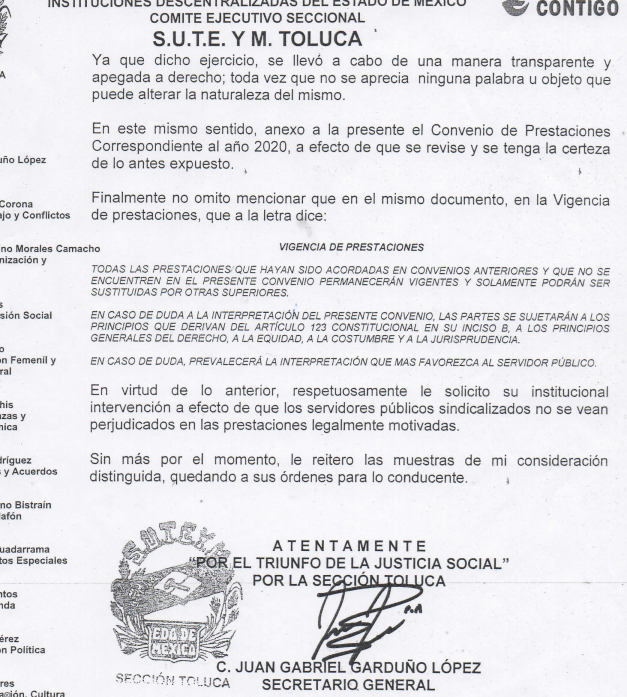 INSTITUCIONES DESCENTRALIZADAS DEL ESTADO DE MÉXICO
CONTIGO
COMITE EJECUTIVO SECCIONAL
S.U.T.E. Y M. TOLUCA
Ya que dicho ejercicio, se llevó a cabo de una manera transparente y
apegada a derecho; toda vez que no se aprecia ninguna palabra u objeto que
puede alterar la naturaleza del mismo.
En este mismo sentido, anexo a la presente el Convenio de Prestaciones
Correspondiente al año 2020, a efecto de que se revise y se tenga la certeza
de lo antes expuesto.
Finalmente no omito mencionar que en el mismo documento, en la Vigencia
de prestaciones, que a la letra dice:
VIGENCIA DE PRESTACIONES
TODAS LAS PRESTACIONES QUE HAYAN SIDO ACORDADAS EN CONVENIOS ANTERIORES Y QUE NO SE
ENCUENTREN EN EL PRESENTE CONVENIO PERMANECERÁN VIGENTES Y SOLAMENTE PODRÁN SER
SUSTITUIDAS POR OTRAS SUPERIORES.
EN CASO DE DUDA A LA INTERPRETACIÓN DEL PRESENTE CONVENIO, LAS PARTES SE SUJETARÁN A LOS
PRINCIPIOS QUE DERIVAN DEL ARTÍCULO 123 CONSTITUCIONAL EN SU INCISO B, A LOS PRINCIPIOS
GENERALES DEL DERECHO, A LA EQUIDAD, A LA COSTUMBRE Y A LA JURISPRUDENCIA.
EN CASO DE DUDA, PREVALECERÁ LA INTERPRETACIÓN QUE MAS FAVOREZCA AL SERVIDOR PÚBLICO.
En virtud de lo anterior, respetuosamente le solicito su institucional
intervención a efecto de que los servidores públicos sindicalizados no se vean
perjudicados en las prestaciones legalmente motivadas.
Sin más por el momento, le reitero las muestras de mi consideración
distinguida, quedando a sus órdenes para lo conducente.
A T E N T A M E N T E
“POR EL TRIUNFO DE LA JUSTICIA SOCIAL”
POR LA SECCIÓN TOLUCA
P.A
C. JUAN GABRIEL GARDUÑO LÓPEZ
SECRETARIO GENERAL
S.U.T.E.Y.M
EDO. DE
MEXICO
SECCIÓN TOLUCA
A
uño López
Corona
ajo y Conflictos
no Morales Camacho
nización y
s
sión Social
o
ón Femenil y
ral
his
nzas y
nica
dríguez
s y Acuerdos
no Bistraín
lafón
uadarrama
tos Especiales
ntos
nda
érez
n Política
res
Cultura